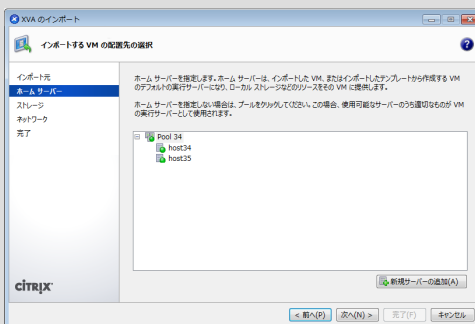 XVA のインポート
インポートする VM の配置先の選択
インポート元
ホーム サーバー
ストレージ
ネットワーク
完了
ホーム サーバーを指定します。ホーム サーバーは、インポートした VM、またはインポートしたテンプレートから作成する VM
のデフォルトの実行サーバーになり、ローカル ストレージなどのリソースをその VM に提供します。
ホーム サーバーを指定しない場合は、プールをクリックしてください。この場合、使用可能なサーバーのうち適切なものが VM
の実行サーバーとして使用されます。
Pool 34
host34
host35
CITRIX
新規サーバーの追加(A)
< 前へ(P)
次へ(N) >
完了(F)
キャンセル